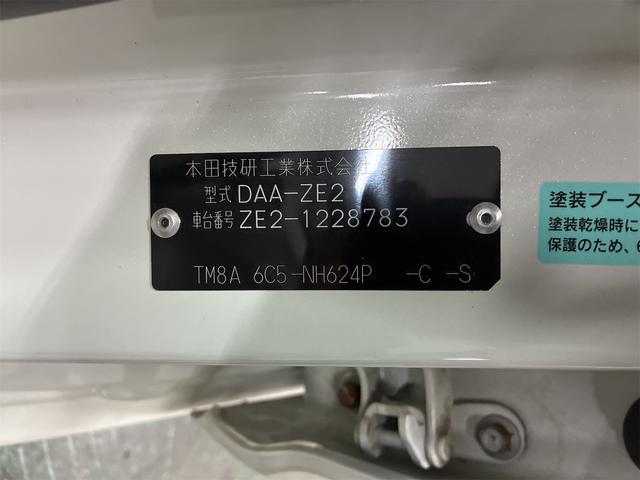 本田技研工業株式会社
型式 DAA-ZE2
車台番号 ZE2-1228783
TM8A 6C5-NH624P -C -S
塗装ブース
塗装乾燥時に
保護のため、6